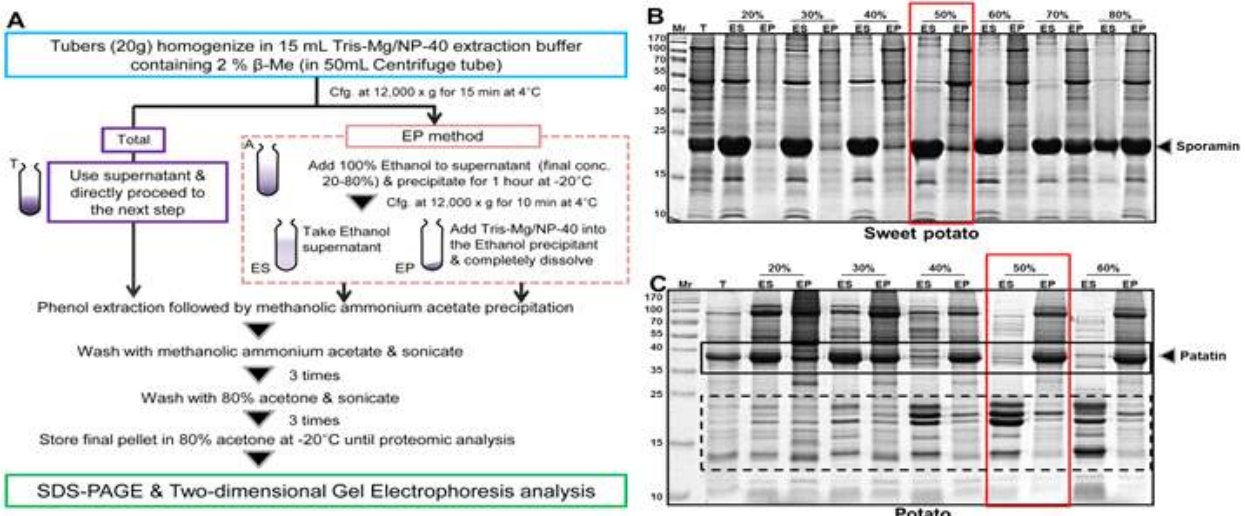 A
Tubers (20g) homogenize in 15 mL Tris-Mg/NP-40 extraction buffer
containing 2 % β-Me (in 50mL Centrifuge tube)
Cfg. at 12,000 x g for 15 min at 4°C
Total
T
Use supernatant &
directly proceed to
the next step
EP method
A
Add 100% Ethanol to supernatant (final conc.
20-80%) & precipitate for 1 hour at -20°C
Cfg. at 12,000 x g for 10 min at 4°C
Take Ethanol
supernatant
ES
Add Tris-Mg/NP-40 into
the Ethanol precipitant
& completely dissolve
EP
Phenol extraction followed by methanolic ammonium acetate precipitation
Wash with methanolic ammonium acetate & sonicate
3 times
Wash with 80% acetone & sonicate
3 times
Store final pellet in 80% acetone at -20°C until proteomic analysis
SDS-PAGE & Two-dimensional Gel Electrophoresis analysis
B
20% 30% 40% 50% 60% 70% 80%
Mr T ES EP ES EP ES EP ES EP ES EP ES EP ES EP
170
100
70
55
40
35
25
15
10
Sporamin
Sweet potato
C
20% 30% 40% 50% 60%
Mr T ES EP ES EP ES EP ES EP ES EP
170
100
70
55
40
35
25
15
10
Patatin
Potato